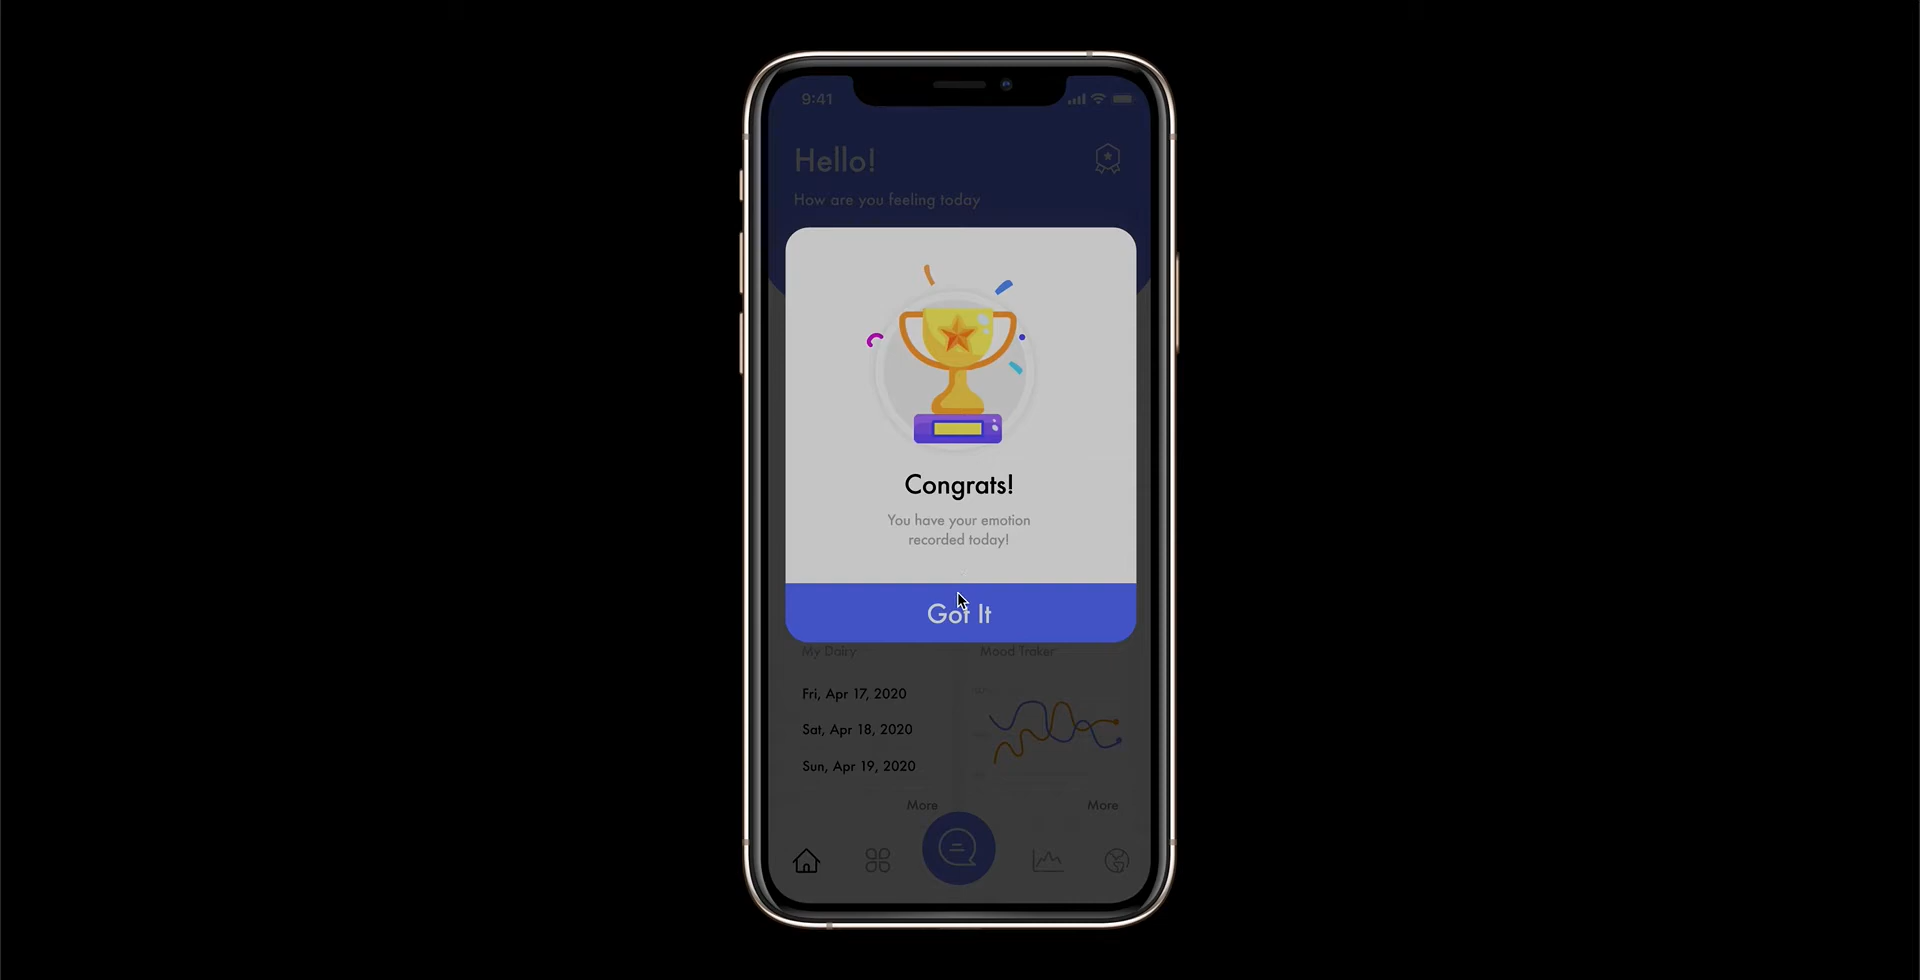 9:41
Hello!
How are you feeling today
Congrats!
You have your emotion
recorded today!
Got It
My Dairy
Mood Traker
Fri, Apr 17, 2020
Sat, Apr 18, 2020
Sun, Apr 19, 2020
More
More